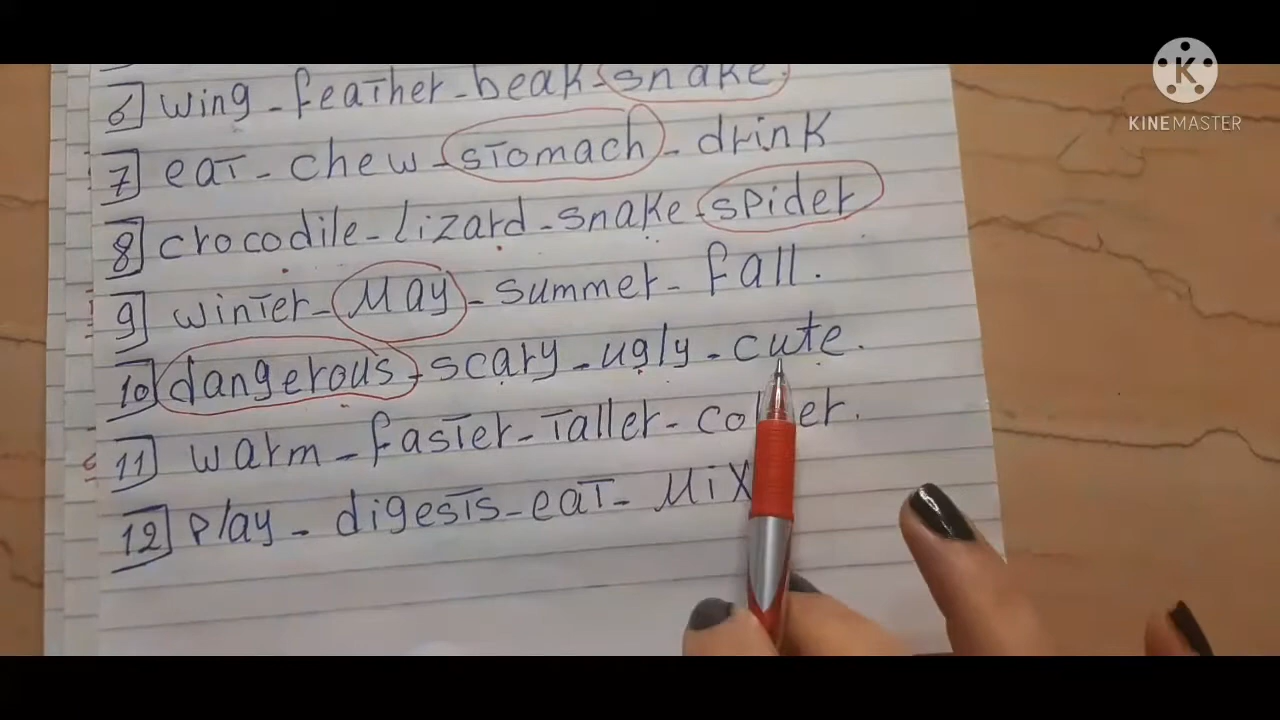 6 wing - feather - beak - snake.
K
KINEMASTER
7 eat - chew - stomach - drink
8 crocodile - lizard - snake - spider
9 winter - May - summer - fall.
10 dangerous - scary - ugly - cute.
11 warm - faster - taller -
12 play - digests - eat - Mix